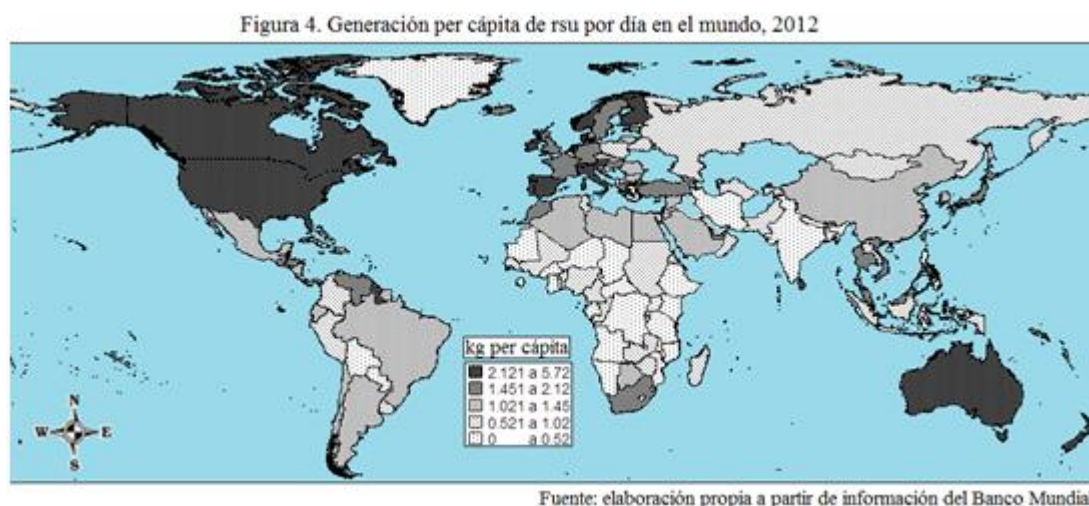 Figura 4. Generación per cápita de rsu por día en el mundo, 2012
kg per cápita
2.121 a 5.72
1.451 a 2.12
1.021 a 1.45
0.521 a 1.02
0 a 0.52
N
W E
S
Fuente: elaboración propia a partir de información del Banco Mundia